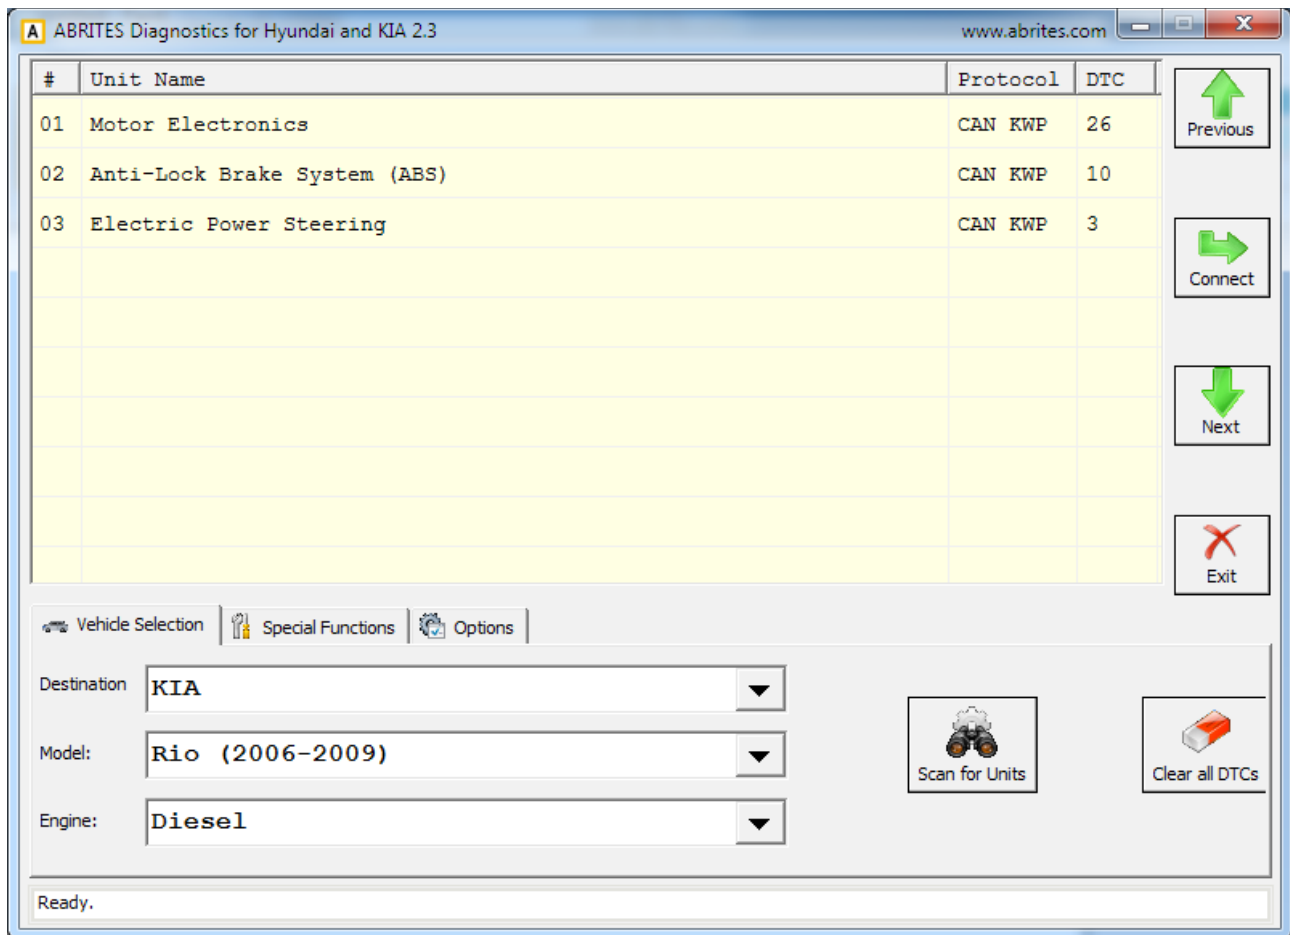 A ABRITES Diagnostics for Hyundai and KIA 2.3 www.abrites.com
# Unit Name Protocol DTC
01 Motor Electronics CAN KWP 26
02 Anti-Lock Brake System (ABS) CAN KWP 10
03 Electric Power Steering CAN KWP 3
Previous
Connect
Next
Exit
Vehicle Selection Special Functions Options
Destination KIA
Model: Rio (2006-2009)
Engine: Diesel
Scan for Units
Clear all DTCs
Ready.